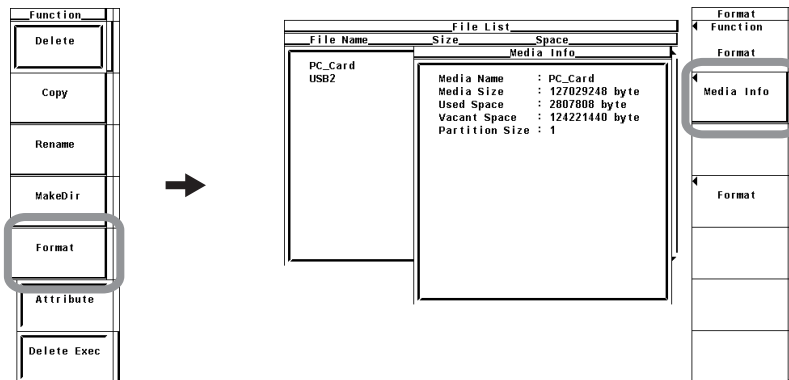 Function
Delete
Copy
Rename
MakeDir
Format
Attribute
Delete Exec
File List
File Name Size Space
PC_Card
USB2
Media Info
Media Name : PC_Card
Media Size : 127029248 byte
Used Space : 2807808 byte
Vacant Space : 124221440 byte
Partition Size : 1
Format
Function
Format
Media Info
Format